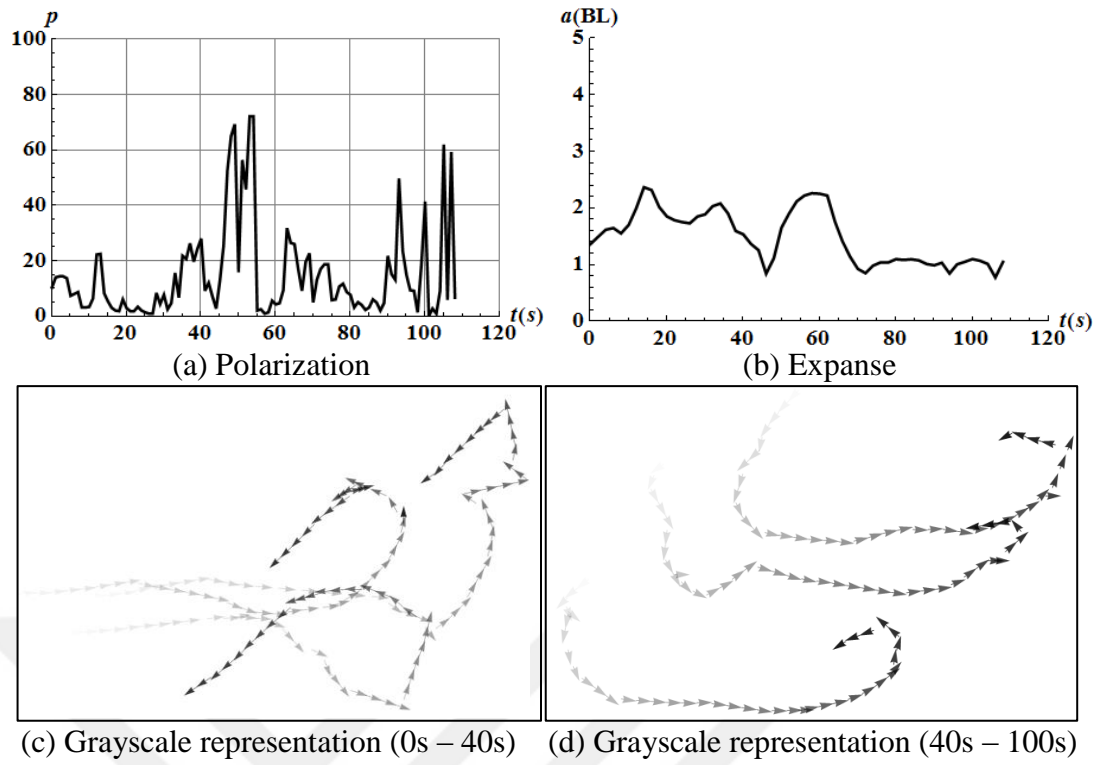 p
100
80
60
40
20
0
0 20 40 60 80 100 120
t(s)
(a) Polarization
a(BL)
5
4
3
2
1
0
0 20 40 60 80 100 120
t(s)
(b) Expanse
(c) Grayscale representation (0s – 40s)
(d) Grayscale representation (40s – 100s)